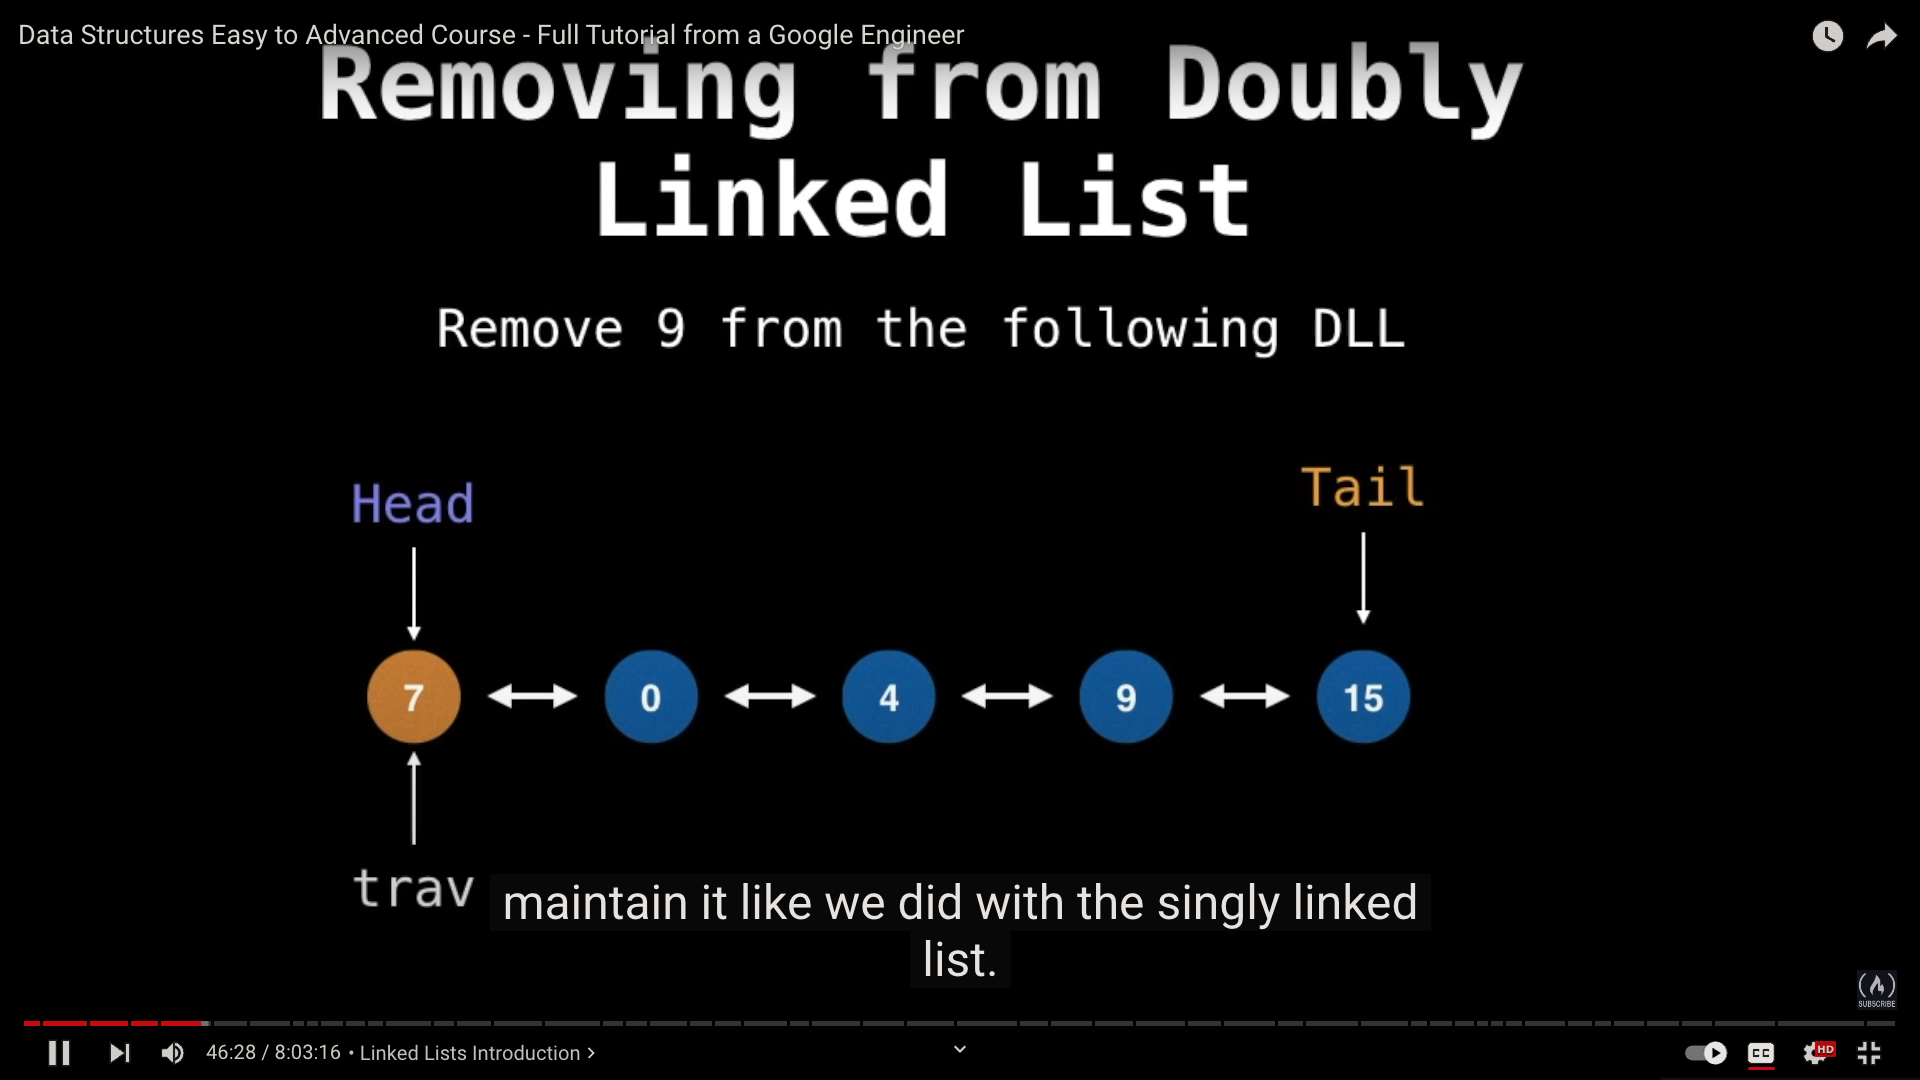 Data Structures Easy to Advanced Course - Full Tutorial from a Google Engineer
Removing from Doubly
Linked List
Remove 9 from the following DLL
Head
Tail
7 0 4 9 15
trav
maintain it like we did with the singly linked
list.
SUBSCRIBE
46:28 / 8:03:16 • Linked Lists Introduction
CC
HD